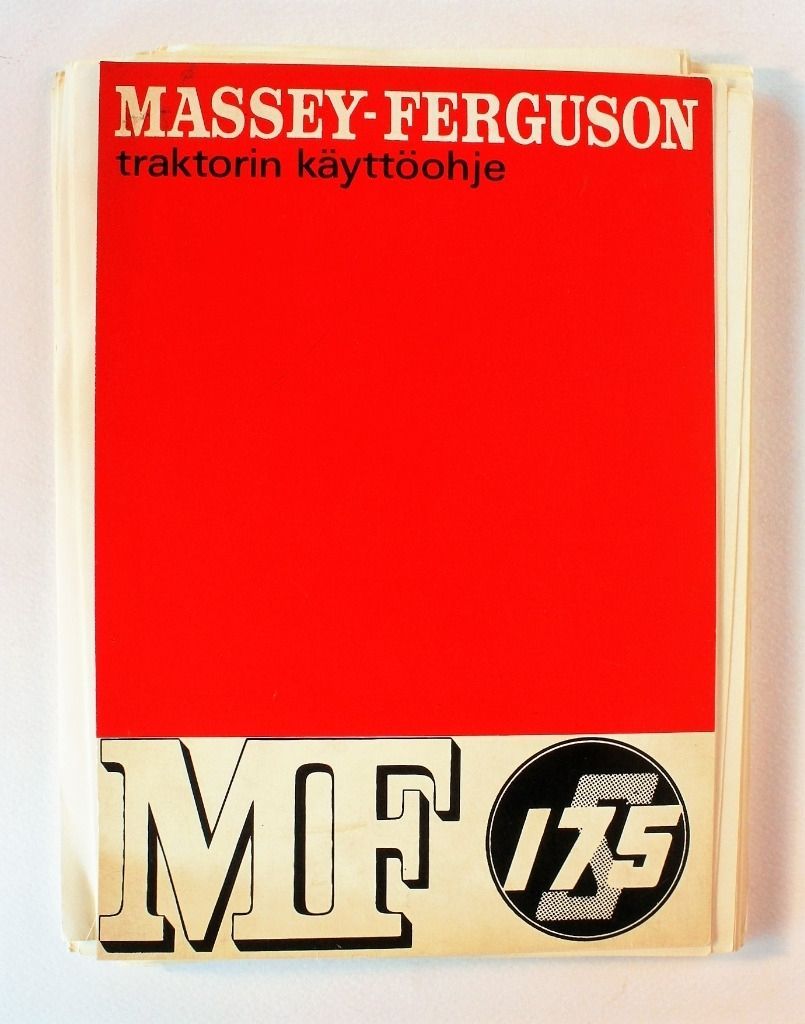 MASSEY-FERGUSON
traktorin käyttöohje
MF
S
175